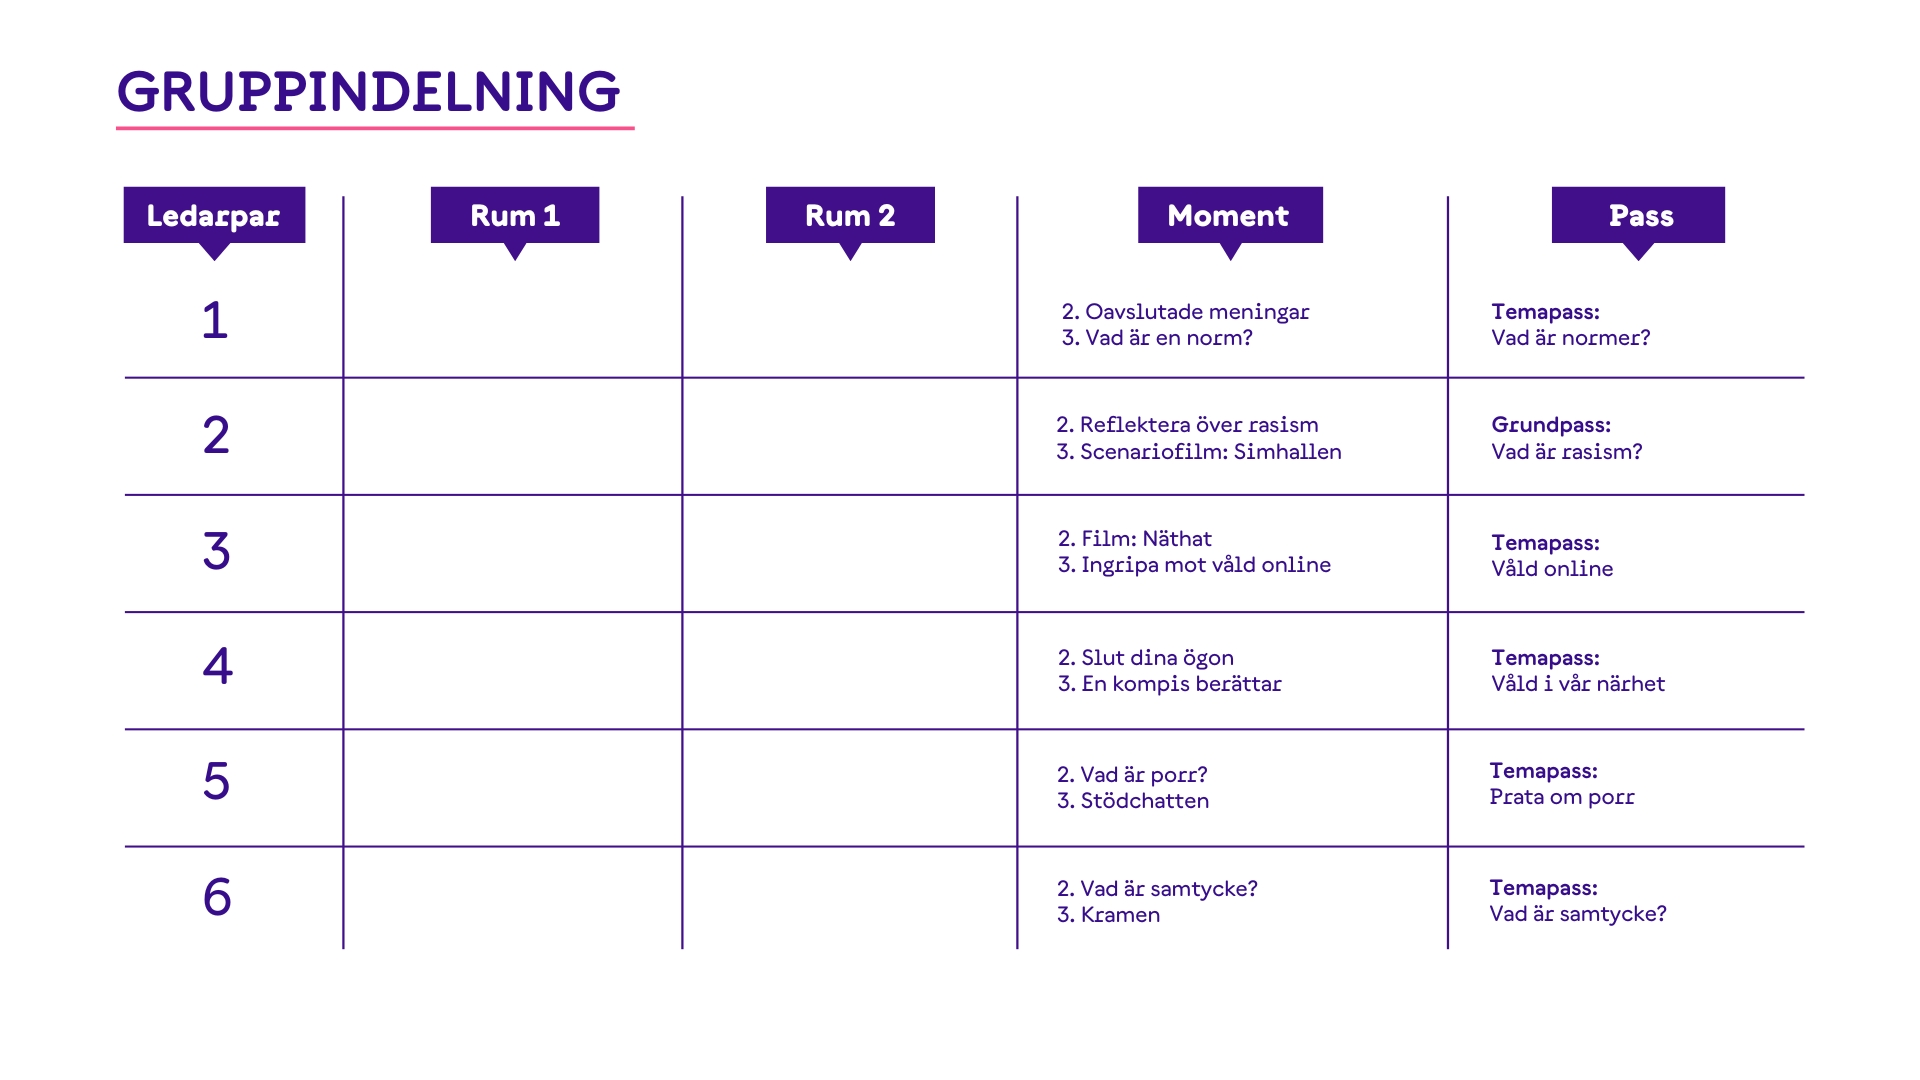 GRUPPINDELNING
Ledarpar
Rum 1
Rum 2
Moment
Pass
1
2. Oavslutade meningar
3. Vad är en norm?
Temapass:
Vad är normer?
2
2. Reflektera över rasism
3. Scenariofilm: Simhallen
Grundpass:
Vad är rasism?
3
2. Film: Näthat
3. Ingripa mot våld online
Temapass:
Våld online
4
2. Slut dina ögon
3. En kompis berättar
Temapass:
Våld i vår närhet
5
2. Vad är porr?
3. Stödchatten
Temapass:
Prata om porr
6
2. Vad är samtycke?
3. Kramen
Temapass:
Vad är samtycke?